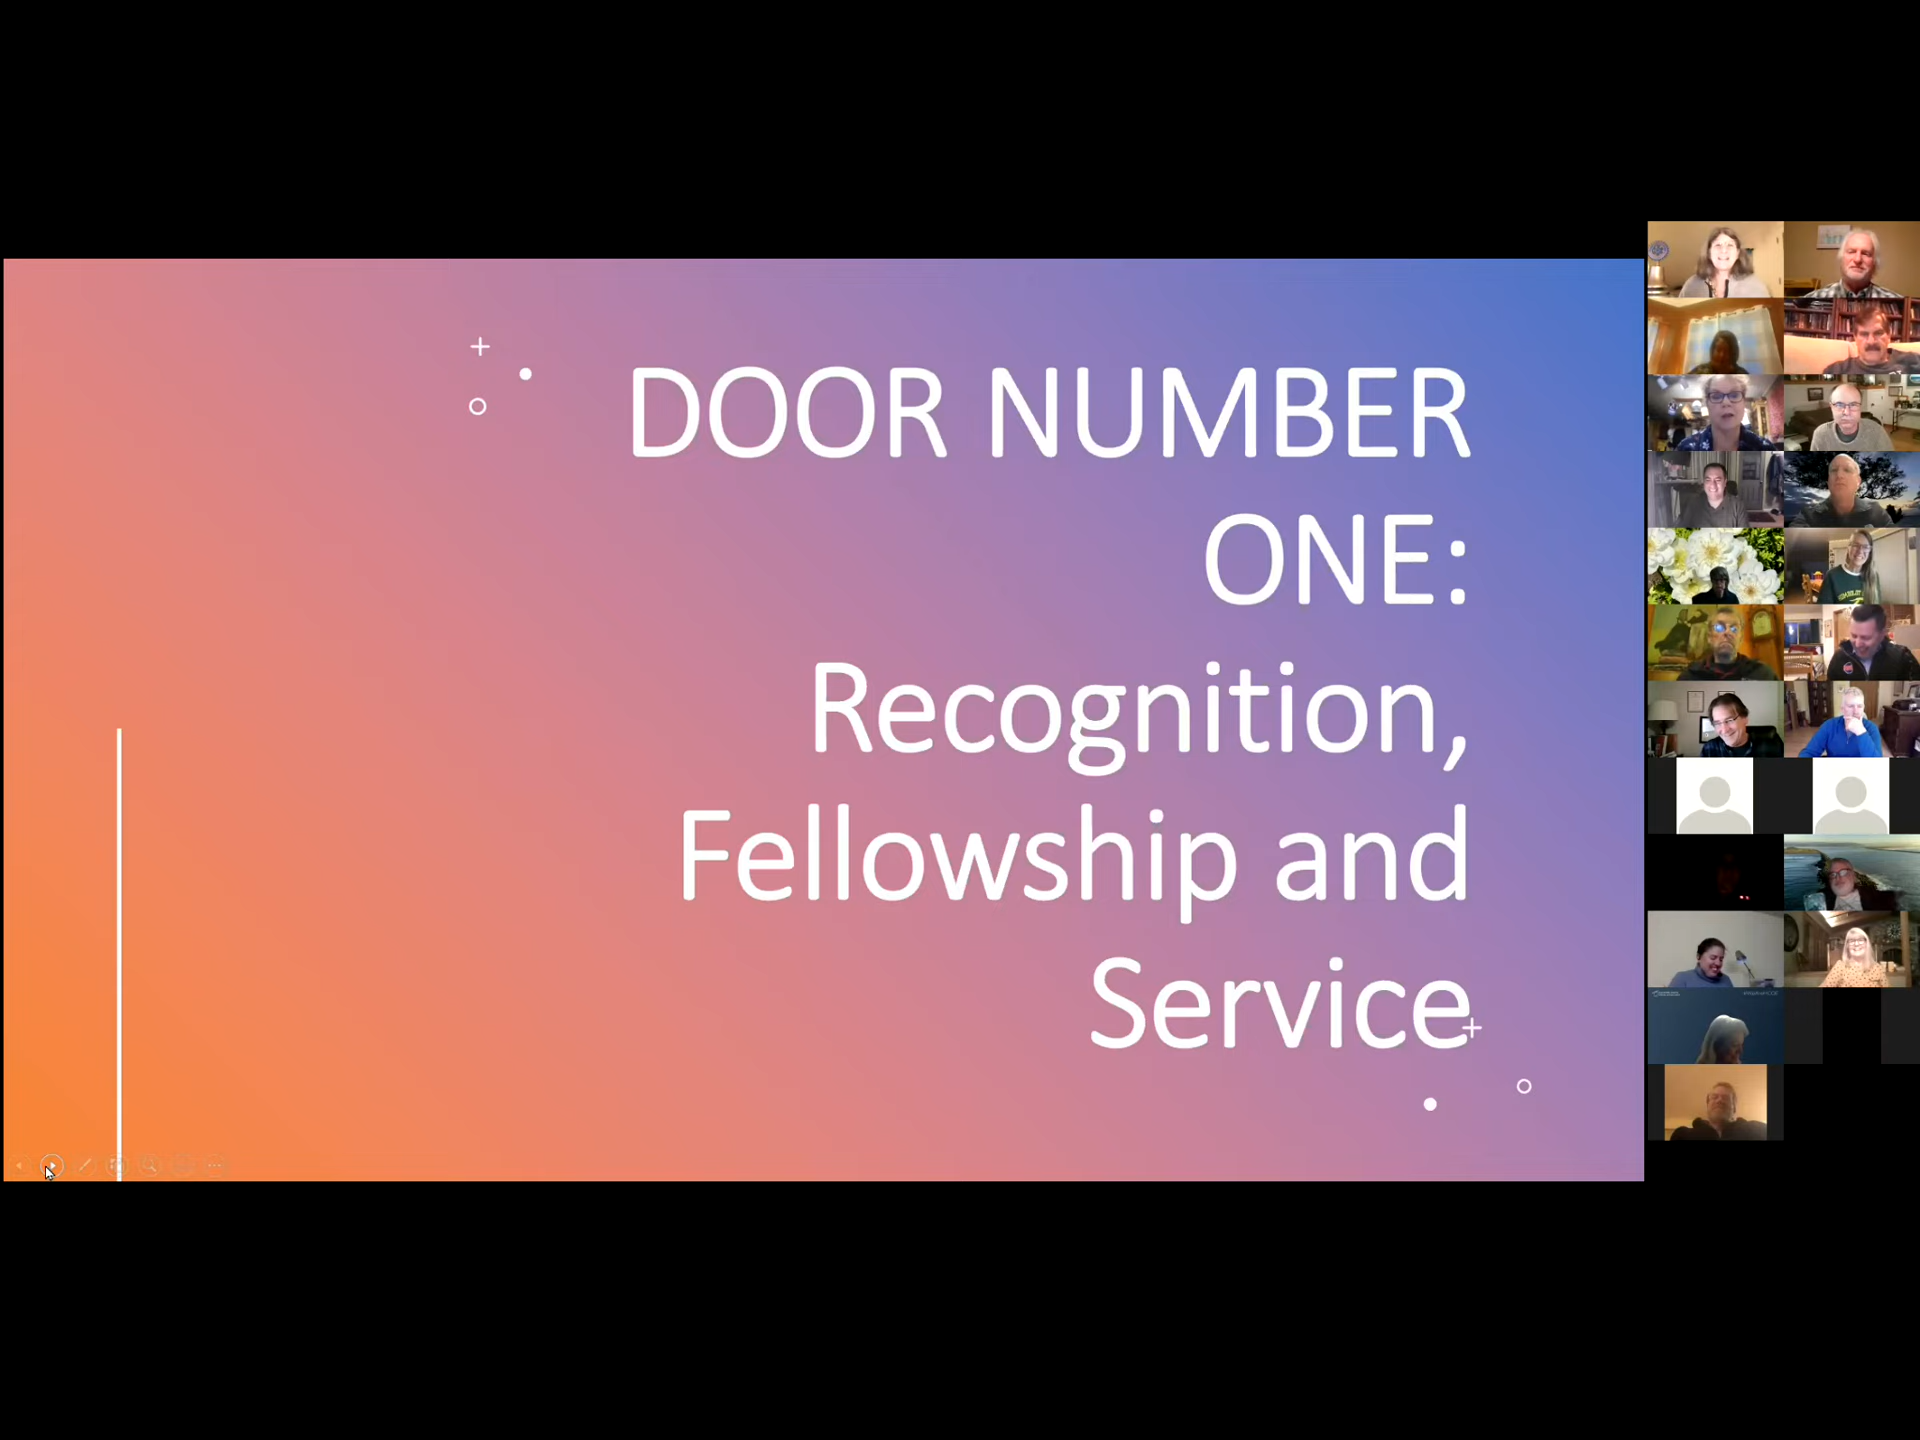 DOOR NUMBER
ONE:
Recognition,
Fellowship and
Service